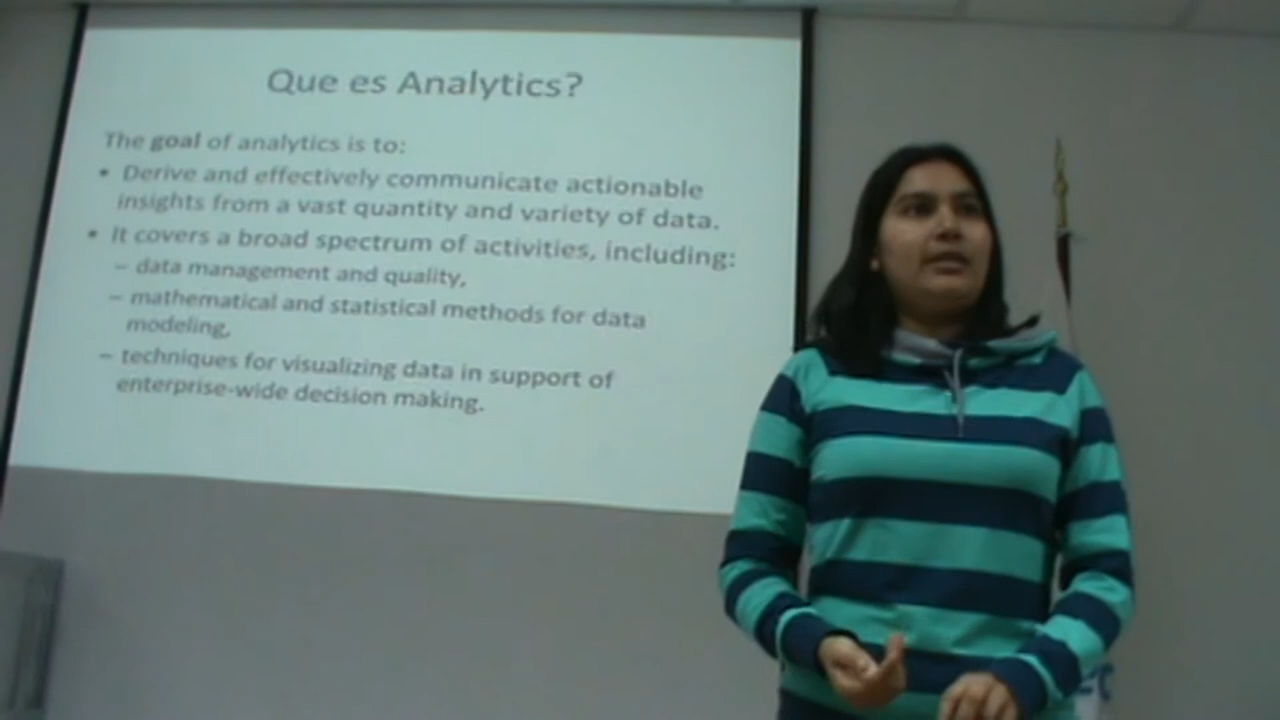 Que es Analytics?
The goal of analytics is to:
• Derive and effectively communicate actionable
insights from a vast quantity and variety of data.
• It covers a broad spectrum of activities, including:
– data management and quality,
– mathematical and statistical methods for data
modeling,
– techniques for visualizing data in support of
enterprise-wide decision making.